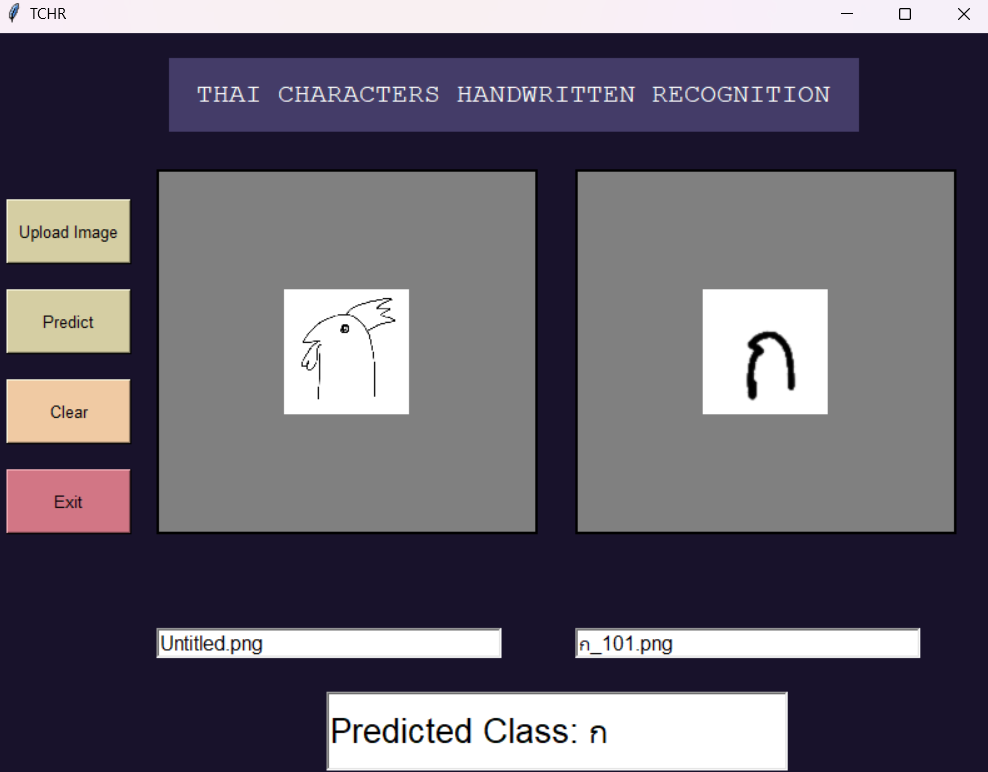 TCHR
THAI CHARACTERS HANDWRITTEN RECOGNITION
Upload Image
Predict
Clear
Exit
ก
Untitled.png
ก_101.png
Predicted Class: ก